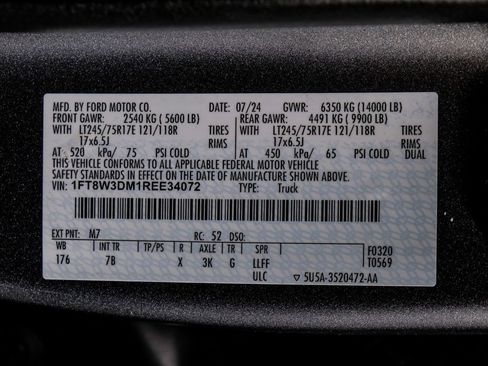 MFD. BY FORD MOTOR CO. 07/24 GVWR: 6350 KG (14000 LB)
FRONT GAWR: 2540 KG ( 5600 LB) REAR GAWR: 4491 KG ( 9900 LB)
WITH LT245/75R17E 121/118R WITH LT245/75R17E 121/118R
17x6.5J 17x6.5J
AT 520 kPa/ 75 PSI COLD AT 450 kPa/ 65 PSI COLD DUAL
THIS VEHICLE CONFORMS TO ALL APPLICABLE FEDERAL MOTOR VEHICLE
SAFETY STANDARDS IN EFFECT ON THE DATE OF MANUFACTURE SHOWN ABOVE.
VIN: 1FT8W3DM1REE34072 TYPE: Truck
EXT PNT: M7 RC: 52 DSO:
WB INT TR TP/PS R AXLE TR SPR F0320
176 7B X 3K G LLFF T0569
ULC 5U5A-3520472-AA